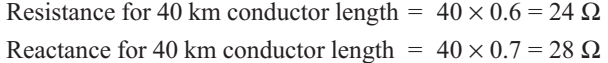 Resistance for 40 km conductor length = 40 × 0.6 = 24 Ω
Reactance for 40 km conductor length = 40 × 0.7 = 28 Ω